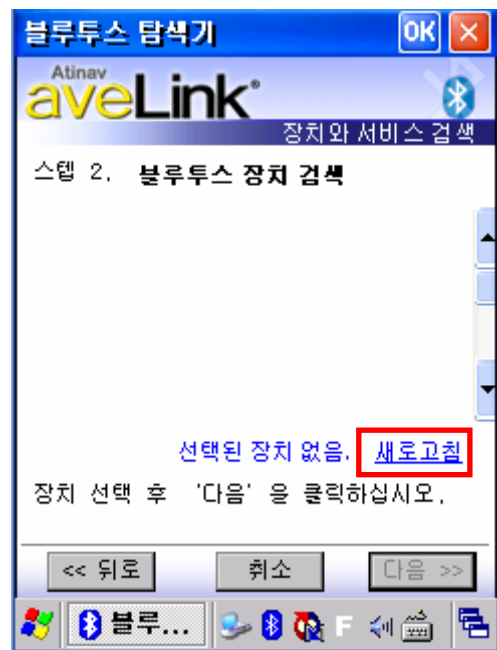 블루투스 탐색기 OK
Atinav
aveLink®
장치와 서비스 검색
스텝 2. 블루투스 장치 검색
선택된 장치 없음. 새로고침
장치 선택 후 '다음' 을 클릭하십시오.
<< 뒤로 취소 다음 >>
블루... F